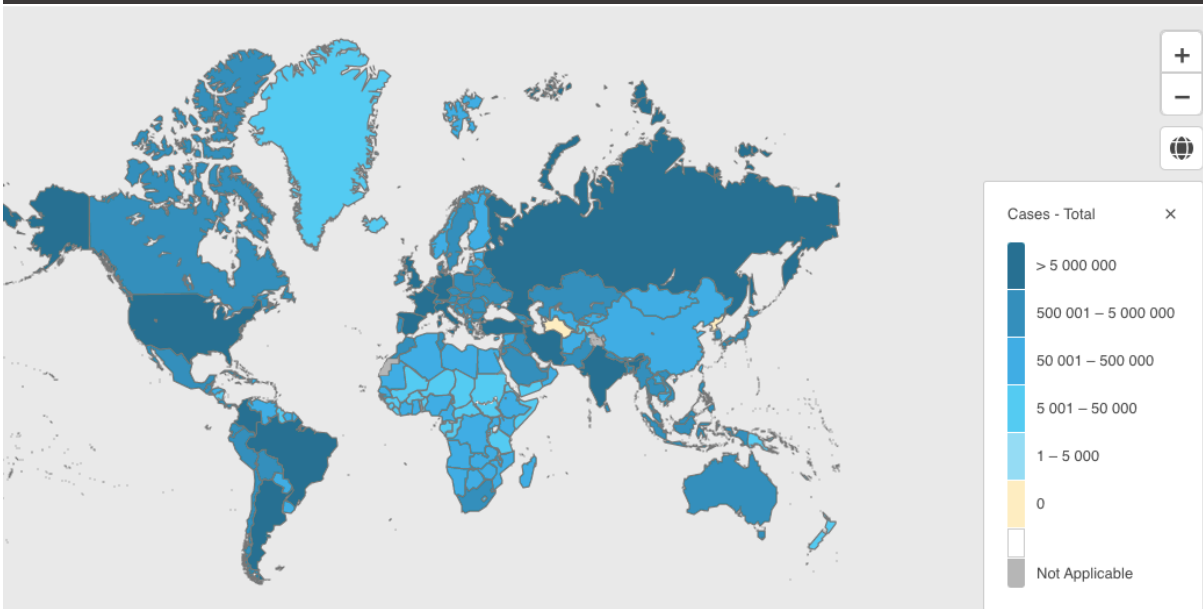 +
−
Cases - Total ×
> 5 000 000
500 001 – 5 000 000
50 001 – 500 000
5 001 – 50 000
1 – 5 000
0
Not Applicable